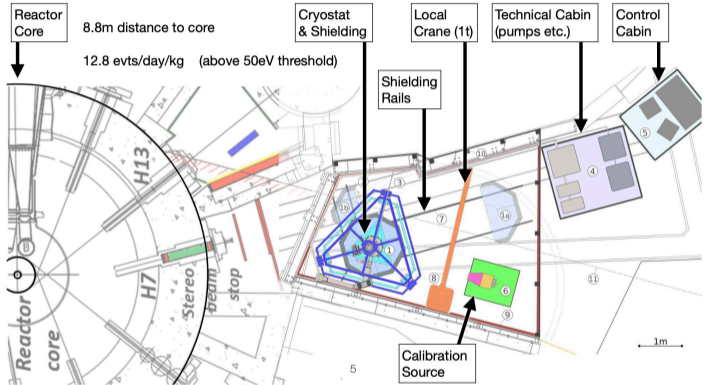 Reactor
Core
8.8m distance to core
12.8 evts/day/kg (above 50eV threshold)
Cryostat
& Shielding
Local
Crane (1t)
Technical Cabin
(pumps etc.)
Control
Cabin
Shielding
Rails
H13
H7
Stereo
beam
stop
Reactor
core
1b
3
10
1
7
1a
4
5
8
6
9
11
Calibration
Source
1m
5